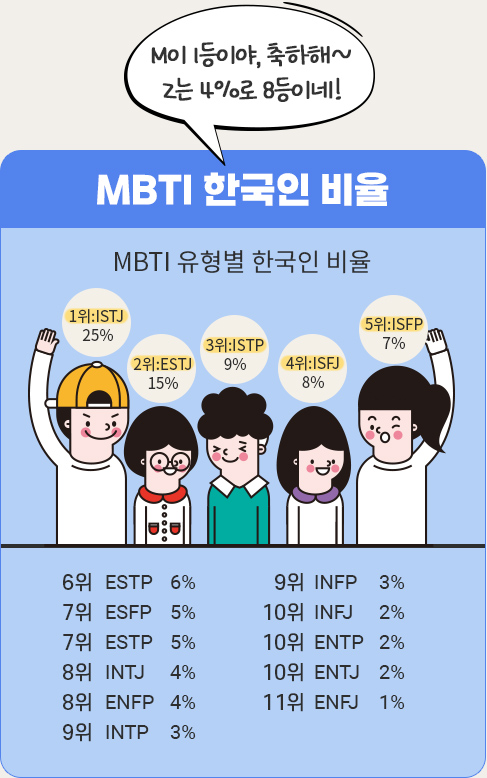 M이 1등이야, 축하해~
Z는 4%로 8등이네!
MBTI 한국인 비율
MBTI 유형별 한국인 비율
1위:ISTJ
25%
2위:ESTJ
15%
3위:ISTP
9%
4위:ISFJ
8%
5위:ISFP
7%
6위 ESTP 6%
7위 ESFP 5%
7위 ESTP 5%
8위 INTJ 4%
8위 ENFP 4%
9위 INTP 3%
9위 INFP 3%
10위 INFJ 2%
10위 ENTP 2%
10위 ENTJ 2%
11위 ENFJ 1%